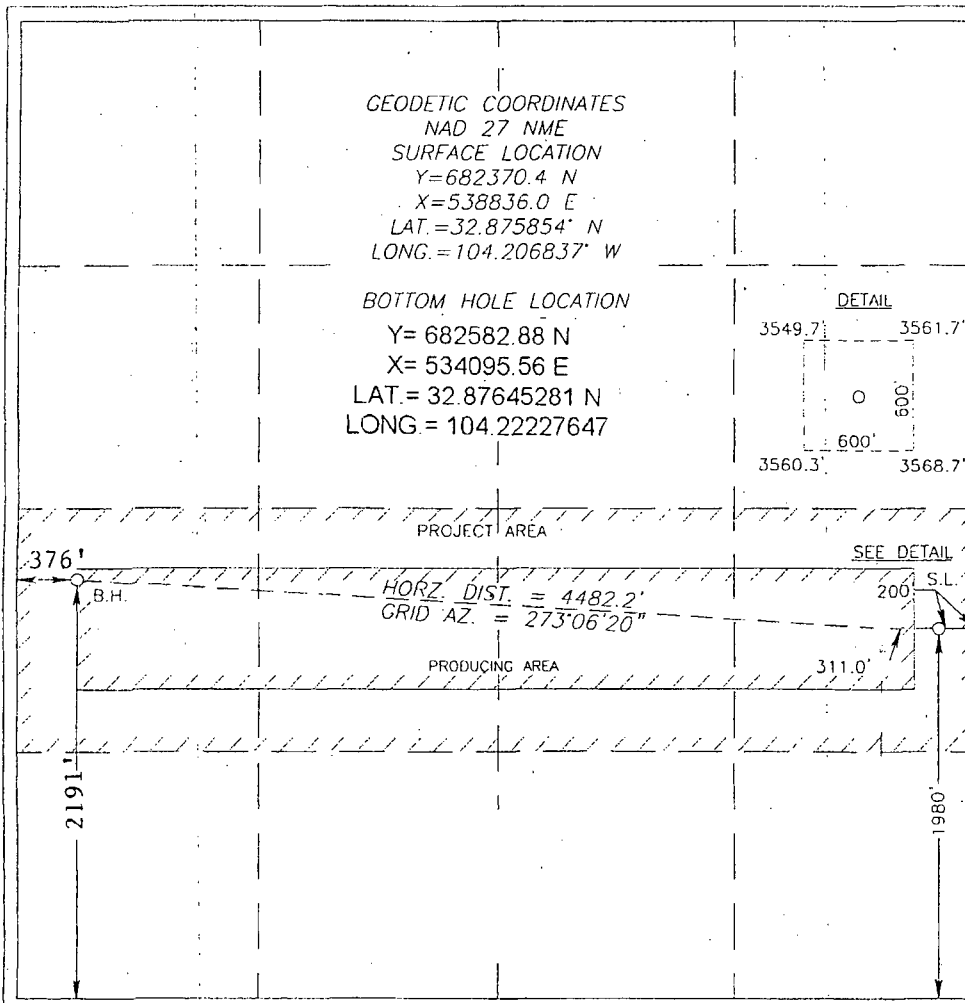 GEODETIC COORDINATES
NAD 27 NME
SURFACE LOCATION
Y=682370.4 N
X=538836.0 E
LAT.=32.875854° N
LONG.=104.206837° W
BOTTOM HOLE LOCATION
Y= 682582.88 N
X= 534095.56 E
LAT.= 32.87645281 N
LONG.= 104.22227647
DETAIL
3549.7' 3561.7'
600'
600'
3560.3' 3568.7'
PROJECT AREA
SEE DETAIL
376'
B.H.
HORZ. DIST. = 4482.2'
GRID AZ. = 273°06'20"
200
S.L.
PRODUCING AREA
311.0'
2191'
1980'